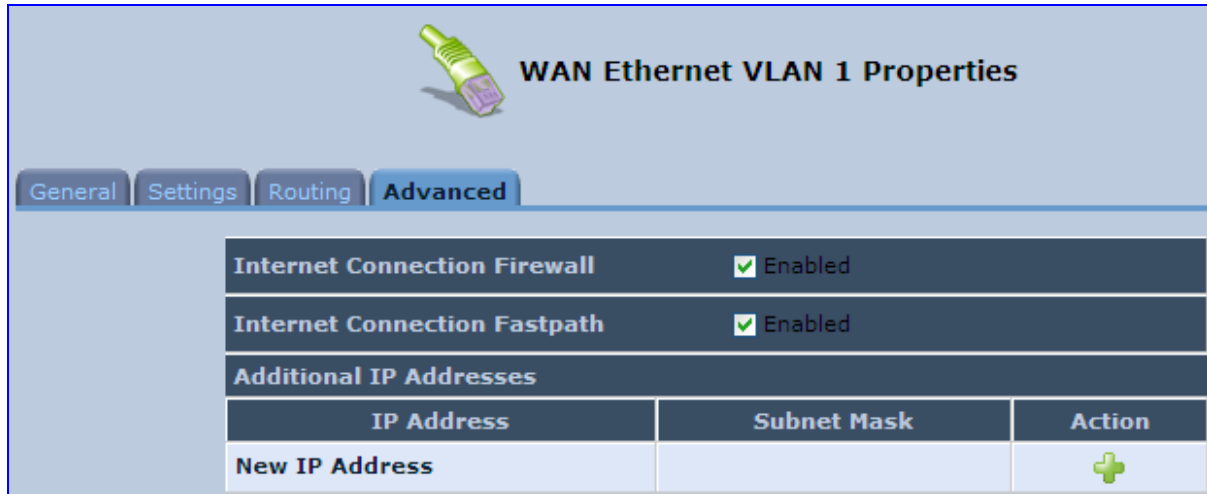 WAN Ethernet VLAN 1 Properties
General Settings Routing Advanced
Internet Connection Firewall Enabled
Internet Connection Fastpath Enabled
Additional IP Addresses
IP Address Subnet Mask Action
New IP Address